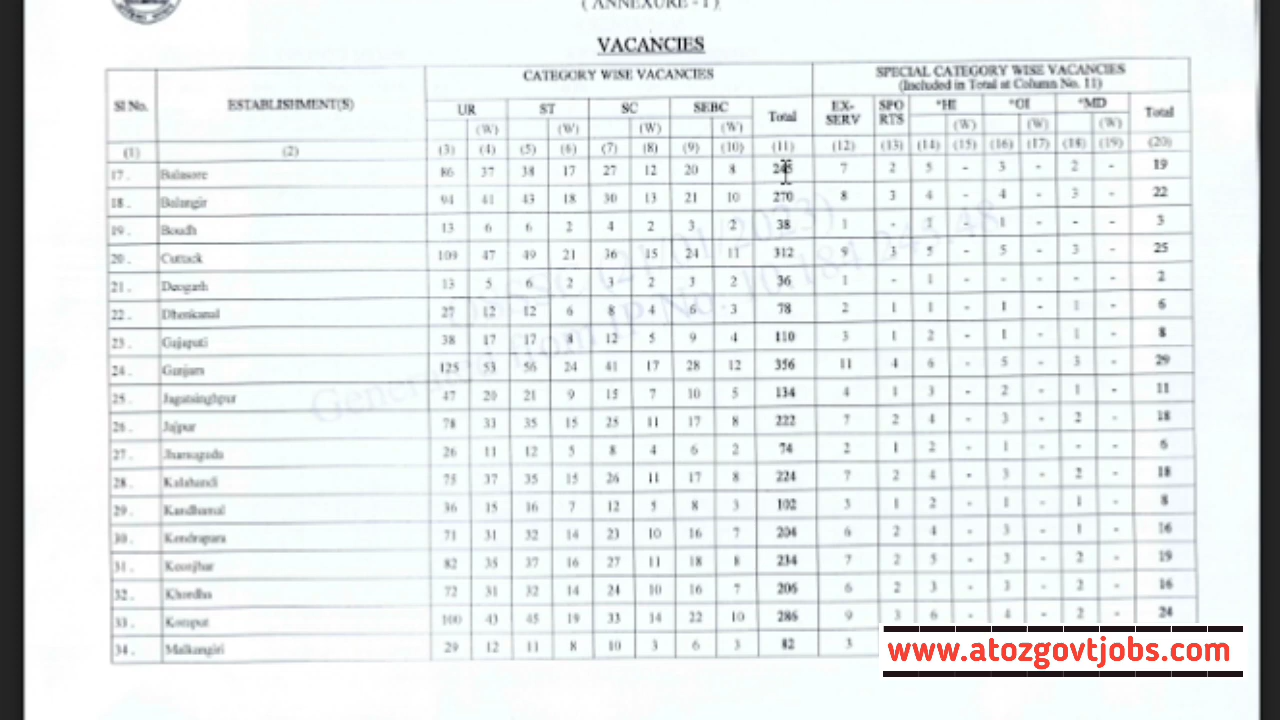 ( ANNEXURE - I )
VACANCIES
Sl No. ESTABLISHMENT(S) CATEGORY WISE VACANCIES SPECIAL CATEGORY WISE VACANCIES
(Included in Total at Column No. 11)
UR ST SC SEBC Total EX-SERV SPORTS *HI *OI *MD Total
(W) (W) (W) (W) (W) (W) (W)
(1) (2) (3) (4) (5) (6) (7) (8) (9) (10) (11) (12) (13) (14) (15) (16) (17) (18) (19) (20)
17. Balasore 86 37 38 17 27 12 20 8 245 7 2 5 - 3 - 2 - 19
18. Bolangir 94 41 43 18 30 13 21 10 270 8 3 4 - 4 - 3 - 22
19. Boudh 13 6 6 2 4 2 3 2 38 1 - 1 - 1 - - - 3
20. Cuttack 109 47 49 21 36 15 24 11 312 9 3 5 - 5 - 3 - 25
21. Deogarh 13 5 6 2 3 2 3 2 36 1 - 1 - - - - - 2
22. Dhenkanal 27 12 12 6 8 4 6 3 78 2 1 1 - 1 - 1 - 6
23. Gajapati 38 17 17 8 12 5 9 4 110 3 1 2 - 1 - 1 - 8
24. Ganjam 125 53 56 24 41 17 28 12 356 11 4 6 - 5 - 3 - 29
25. Jagatsinghpur 47 20 21 9 15 7 10 5 134 4 1 3 - 2 - 1 - 11
26. Jajpur 78 33 35 15 25 11 17 8 222 7 2 4 - 3 - 2 - 18
27. Jharsuguda 26 11 12 5 8 4 6 2 74 2 1 2 - 1 - - - 6
28. Kalahandi 75 37 35 15 26 11 17 8 224 7 2 4 - 3 - 2 - 18
29. Kandhamal 36 15 16 7 12 5 8 3 102 3 1 2 - 1 - 1 - 8
30. Kendrapara 71 31 32 14 23 10 16 7 204 6 2 4 - 3 - 1 - 16
31. Keonjhar 82 35 37 16 27 11 18 8 234 7 2 5 - 3 - 2 - 19
32. Khordha 72 31 32 14 24 10 16 7 206 6 2 3 - 3 - 2 - 16
33. Koraput 100 43 45 19 33 14 22 10 286 9 3 6 - 4 - 2 - 24
34. Malkangiri 29 12 11 8 10 3 6 3 82 3
www.atozgovtjobs.com